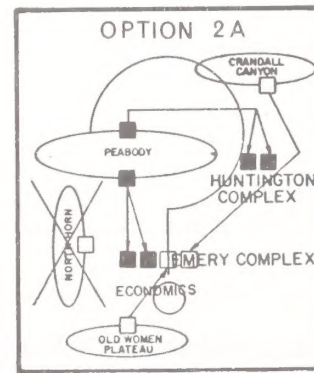 OPTION 2A
CRANDALL
CANYON
PEABODY
HUNTINGTON
COMPLEX
NORTH HORN
EMERY COMPLEX
ECONOMICS
OLD WOMEN
PLATEAU